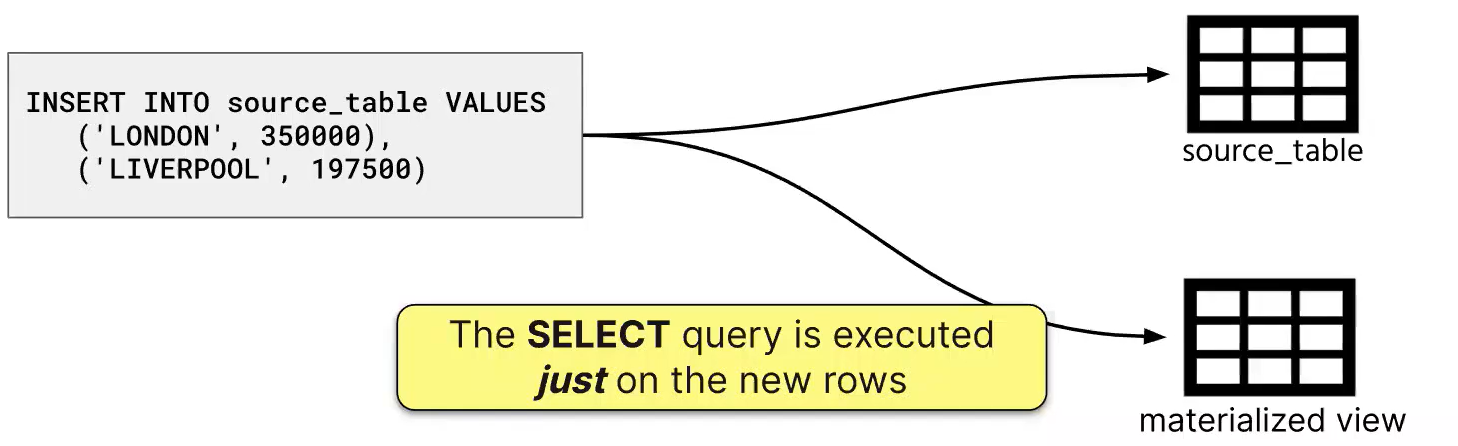 INSERT INTO source_table VALUES
('LONDON', 350000),
('LIVERPOOL', 197500)
source_table
The SELECT query is executed
just on the new rows
materialized view